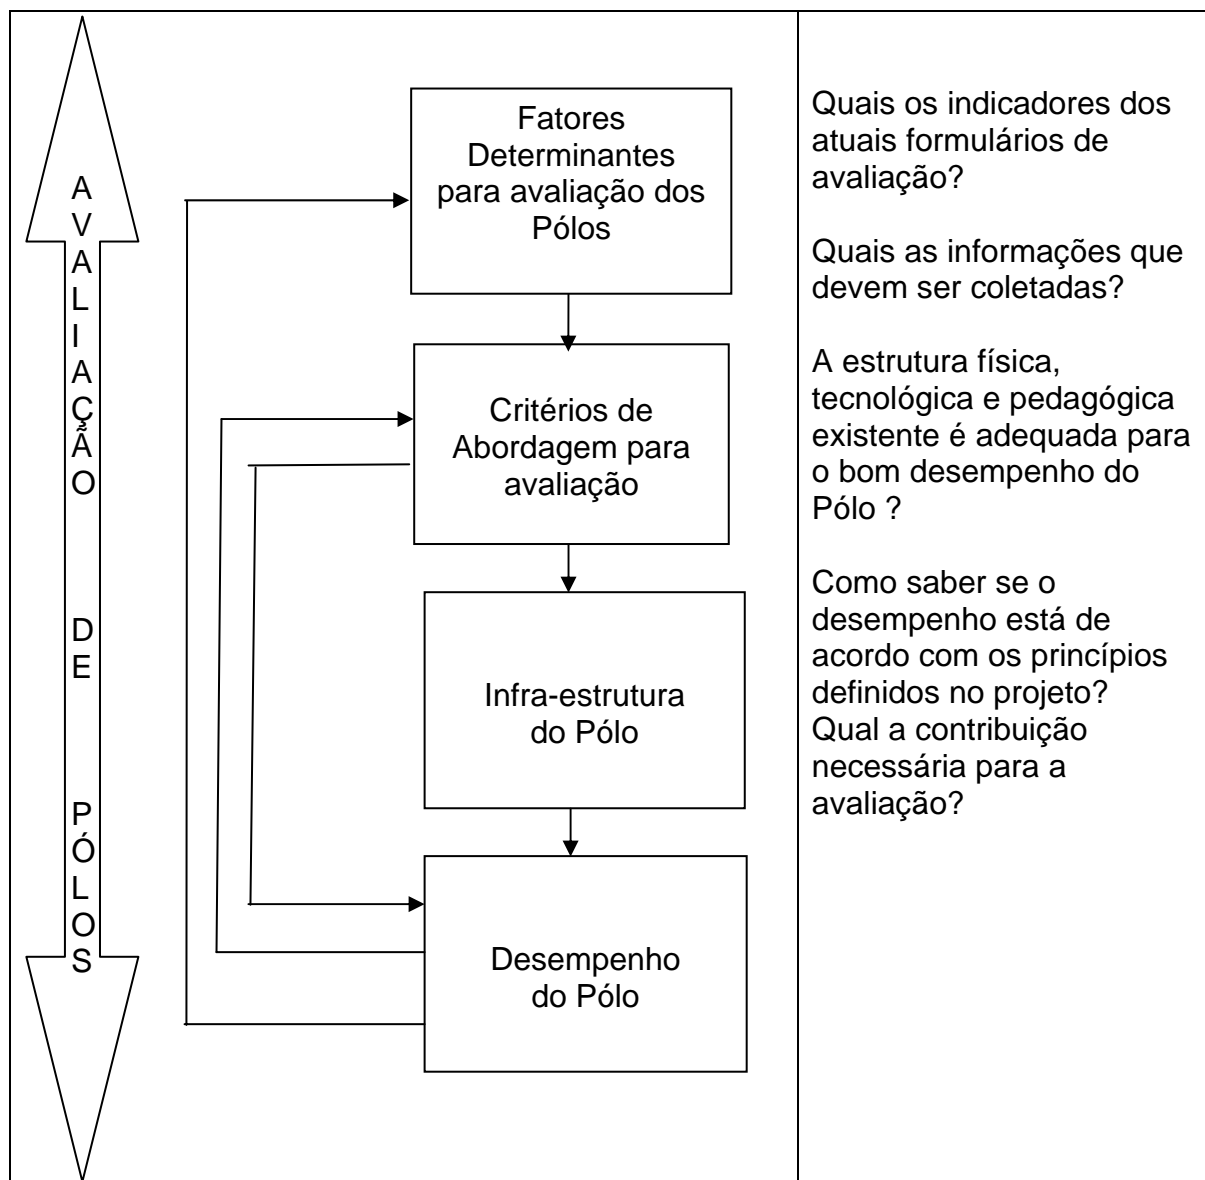 AVALIAÇÃO DE PÓLOS
Fatores
Determinantes
para avaliação dos
Pólos
Critérios de
Abordagem para
avaliação
Infra-estrutura
do Pólo
Desempenho
do Pólo
Quais os indicadores dos
atuais formulários de
avaliação?
Quais as informações que
devem ser coletadas?
A estrutura física,
tecnológica e pedagógica
existente é adequada para
o bom desempenho do
Pólo ?
Como saber se o
desempenho está de
acordo com os princípios
definidos no projeto?
Qual a contribuição
necessária para a
avaliação?